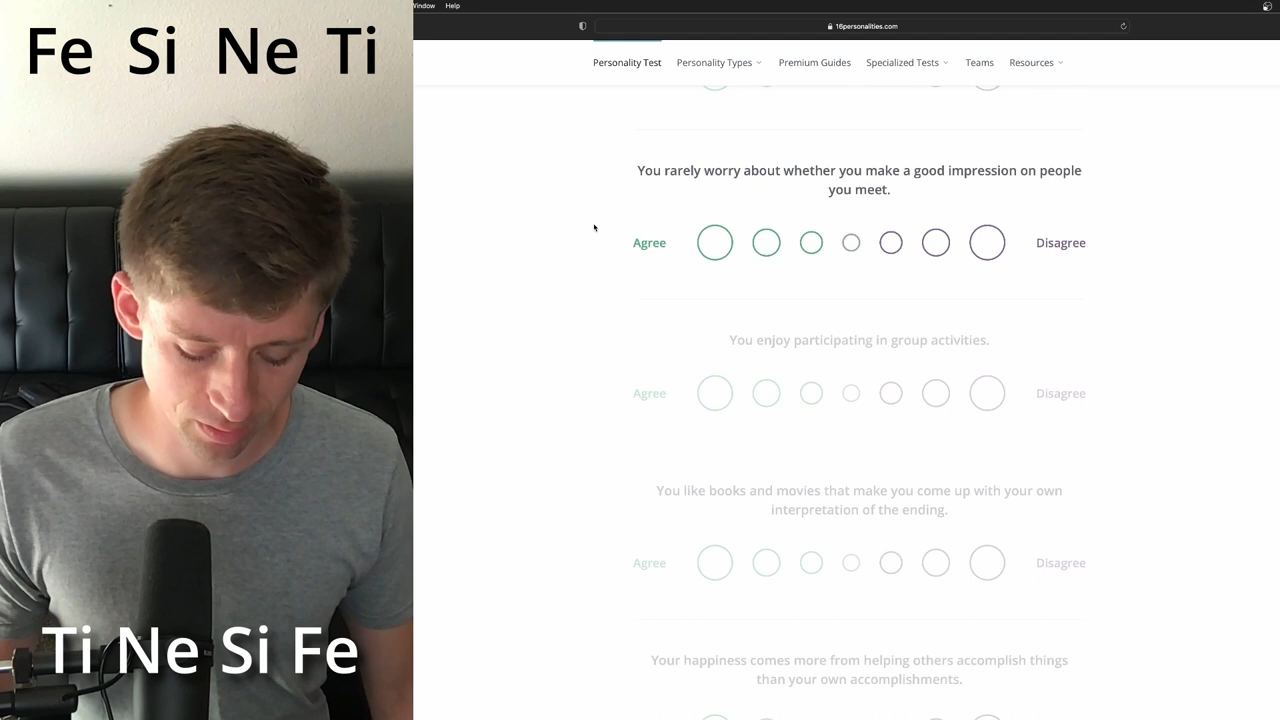 Fe Si Ne Ti
Ti Ne Si Fe
Window Help
16personalities.com
Personality Test Personality Types Premium Guides Specialized Tests Teams Resources
You rarely worry about whether you make a good impression on people
you meet.
Agree Disagree
You enjoy participating in group activities.
Agree Disagree
You like books and movies that make you come up with your own
interpretation of the ending.
Agree Disagree
Your happiness comes more from helping others accomplish things
than your own accomplishments.